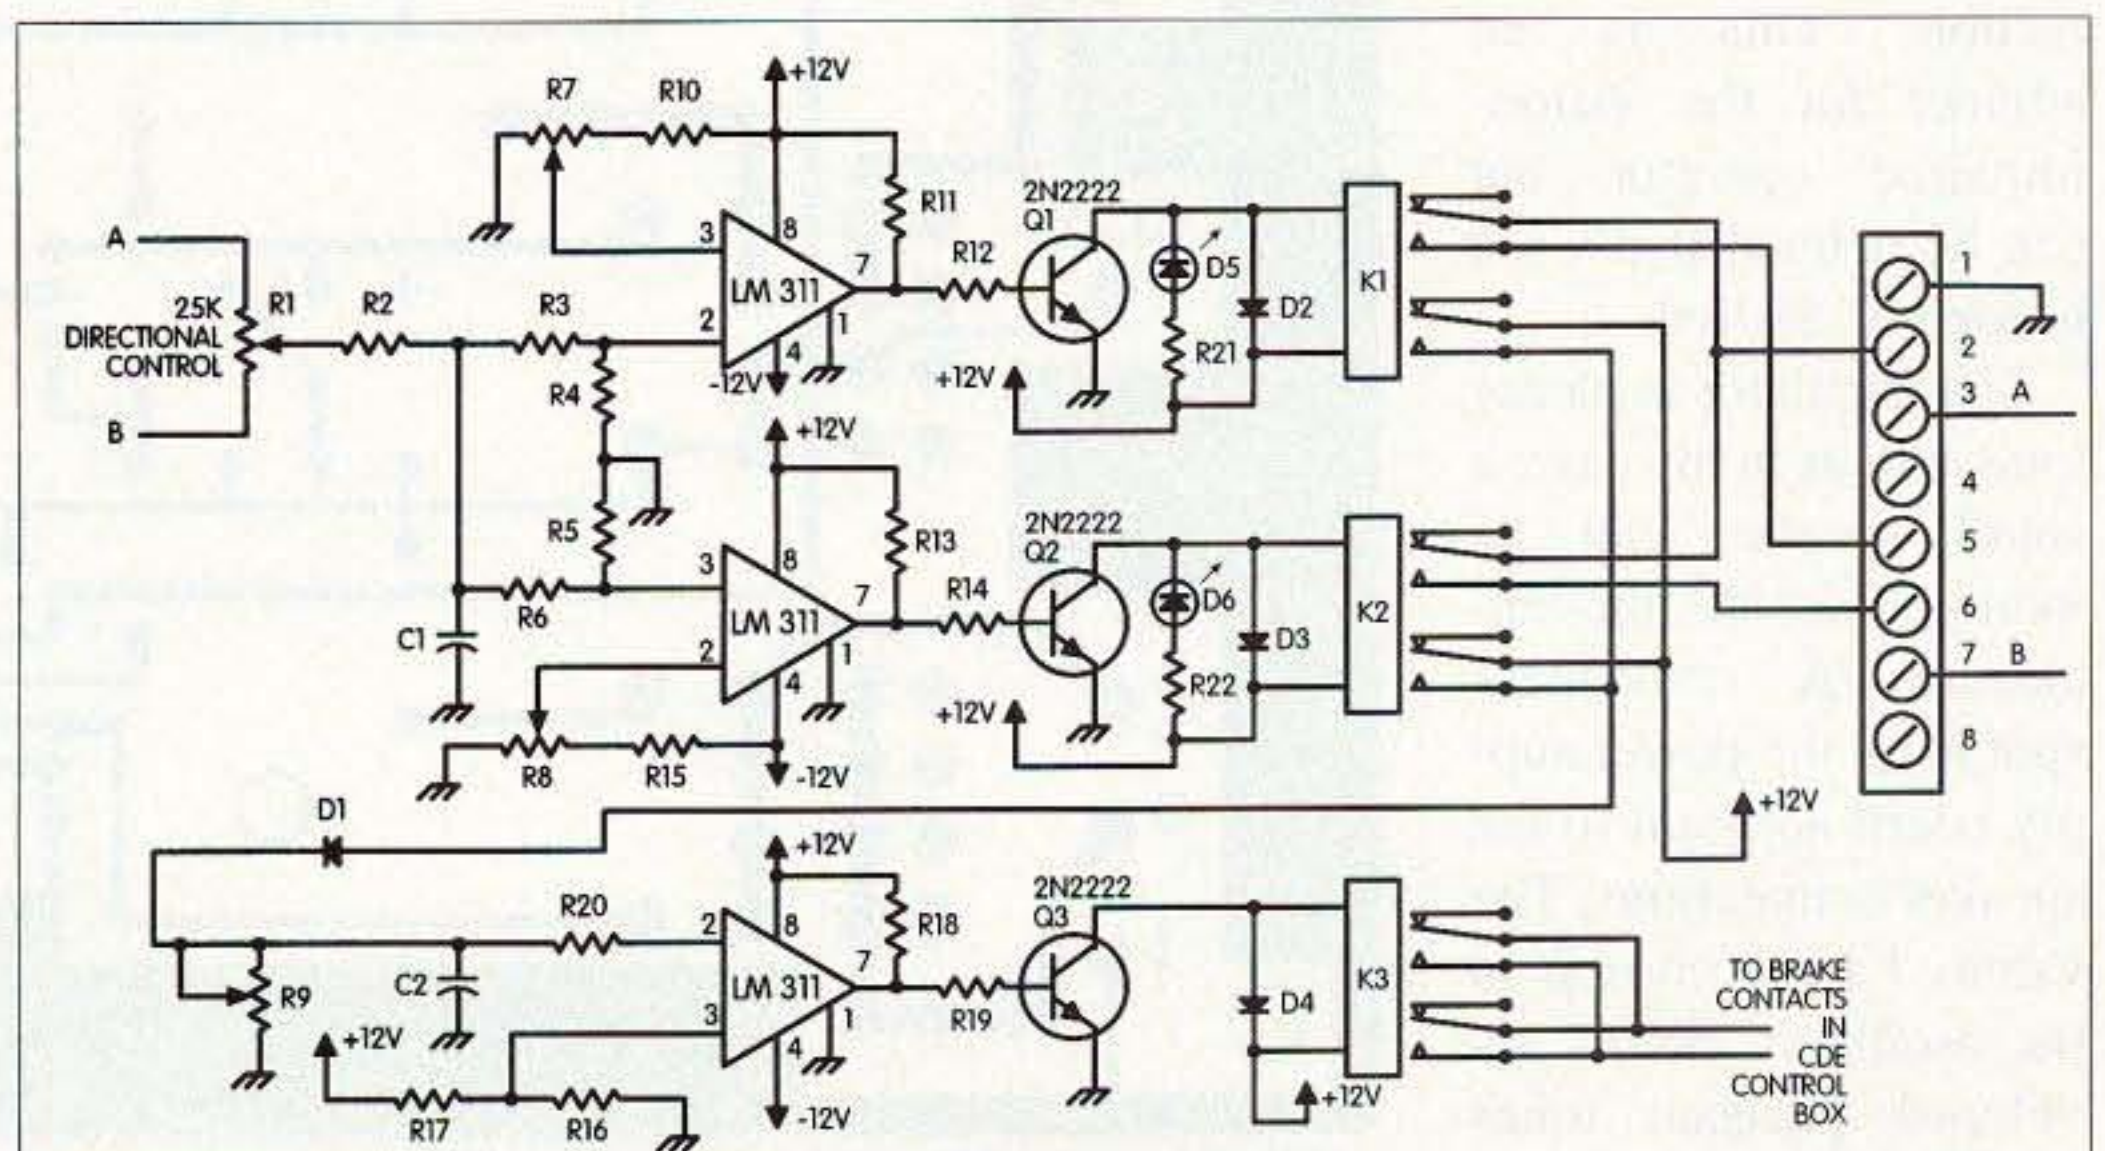 R7
R10
+12V
A
25K
DIRECTIONAL
CONTROL
B
R1
R2
R3
R4
R5
R6
C1
3
2
LM 311
8
7
1
4
-12V
R11
R12
2N2222
Q1
D5
R21
D2
+12V
K1
+12V
3
2
LM 311
8
7
1
4
R13
R14
2N2222
Q2
D6
R22
D3
+12V
K2
R8
R15
-12V
1
2
3
A
4
5
6
7
B
8
+12V
D1
+12V
R20
2
3
LM 311
8
7
1
4
R18
R19
2N2222
Q3
D4
K3
+12V
R9
C2
+12V
R17
R16
-12V
TO BRAKE
CONTACTS
IN
CDE
CONTROL
BOX